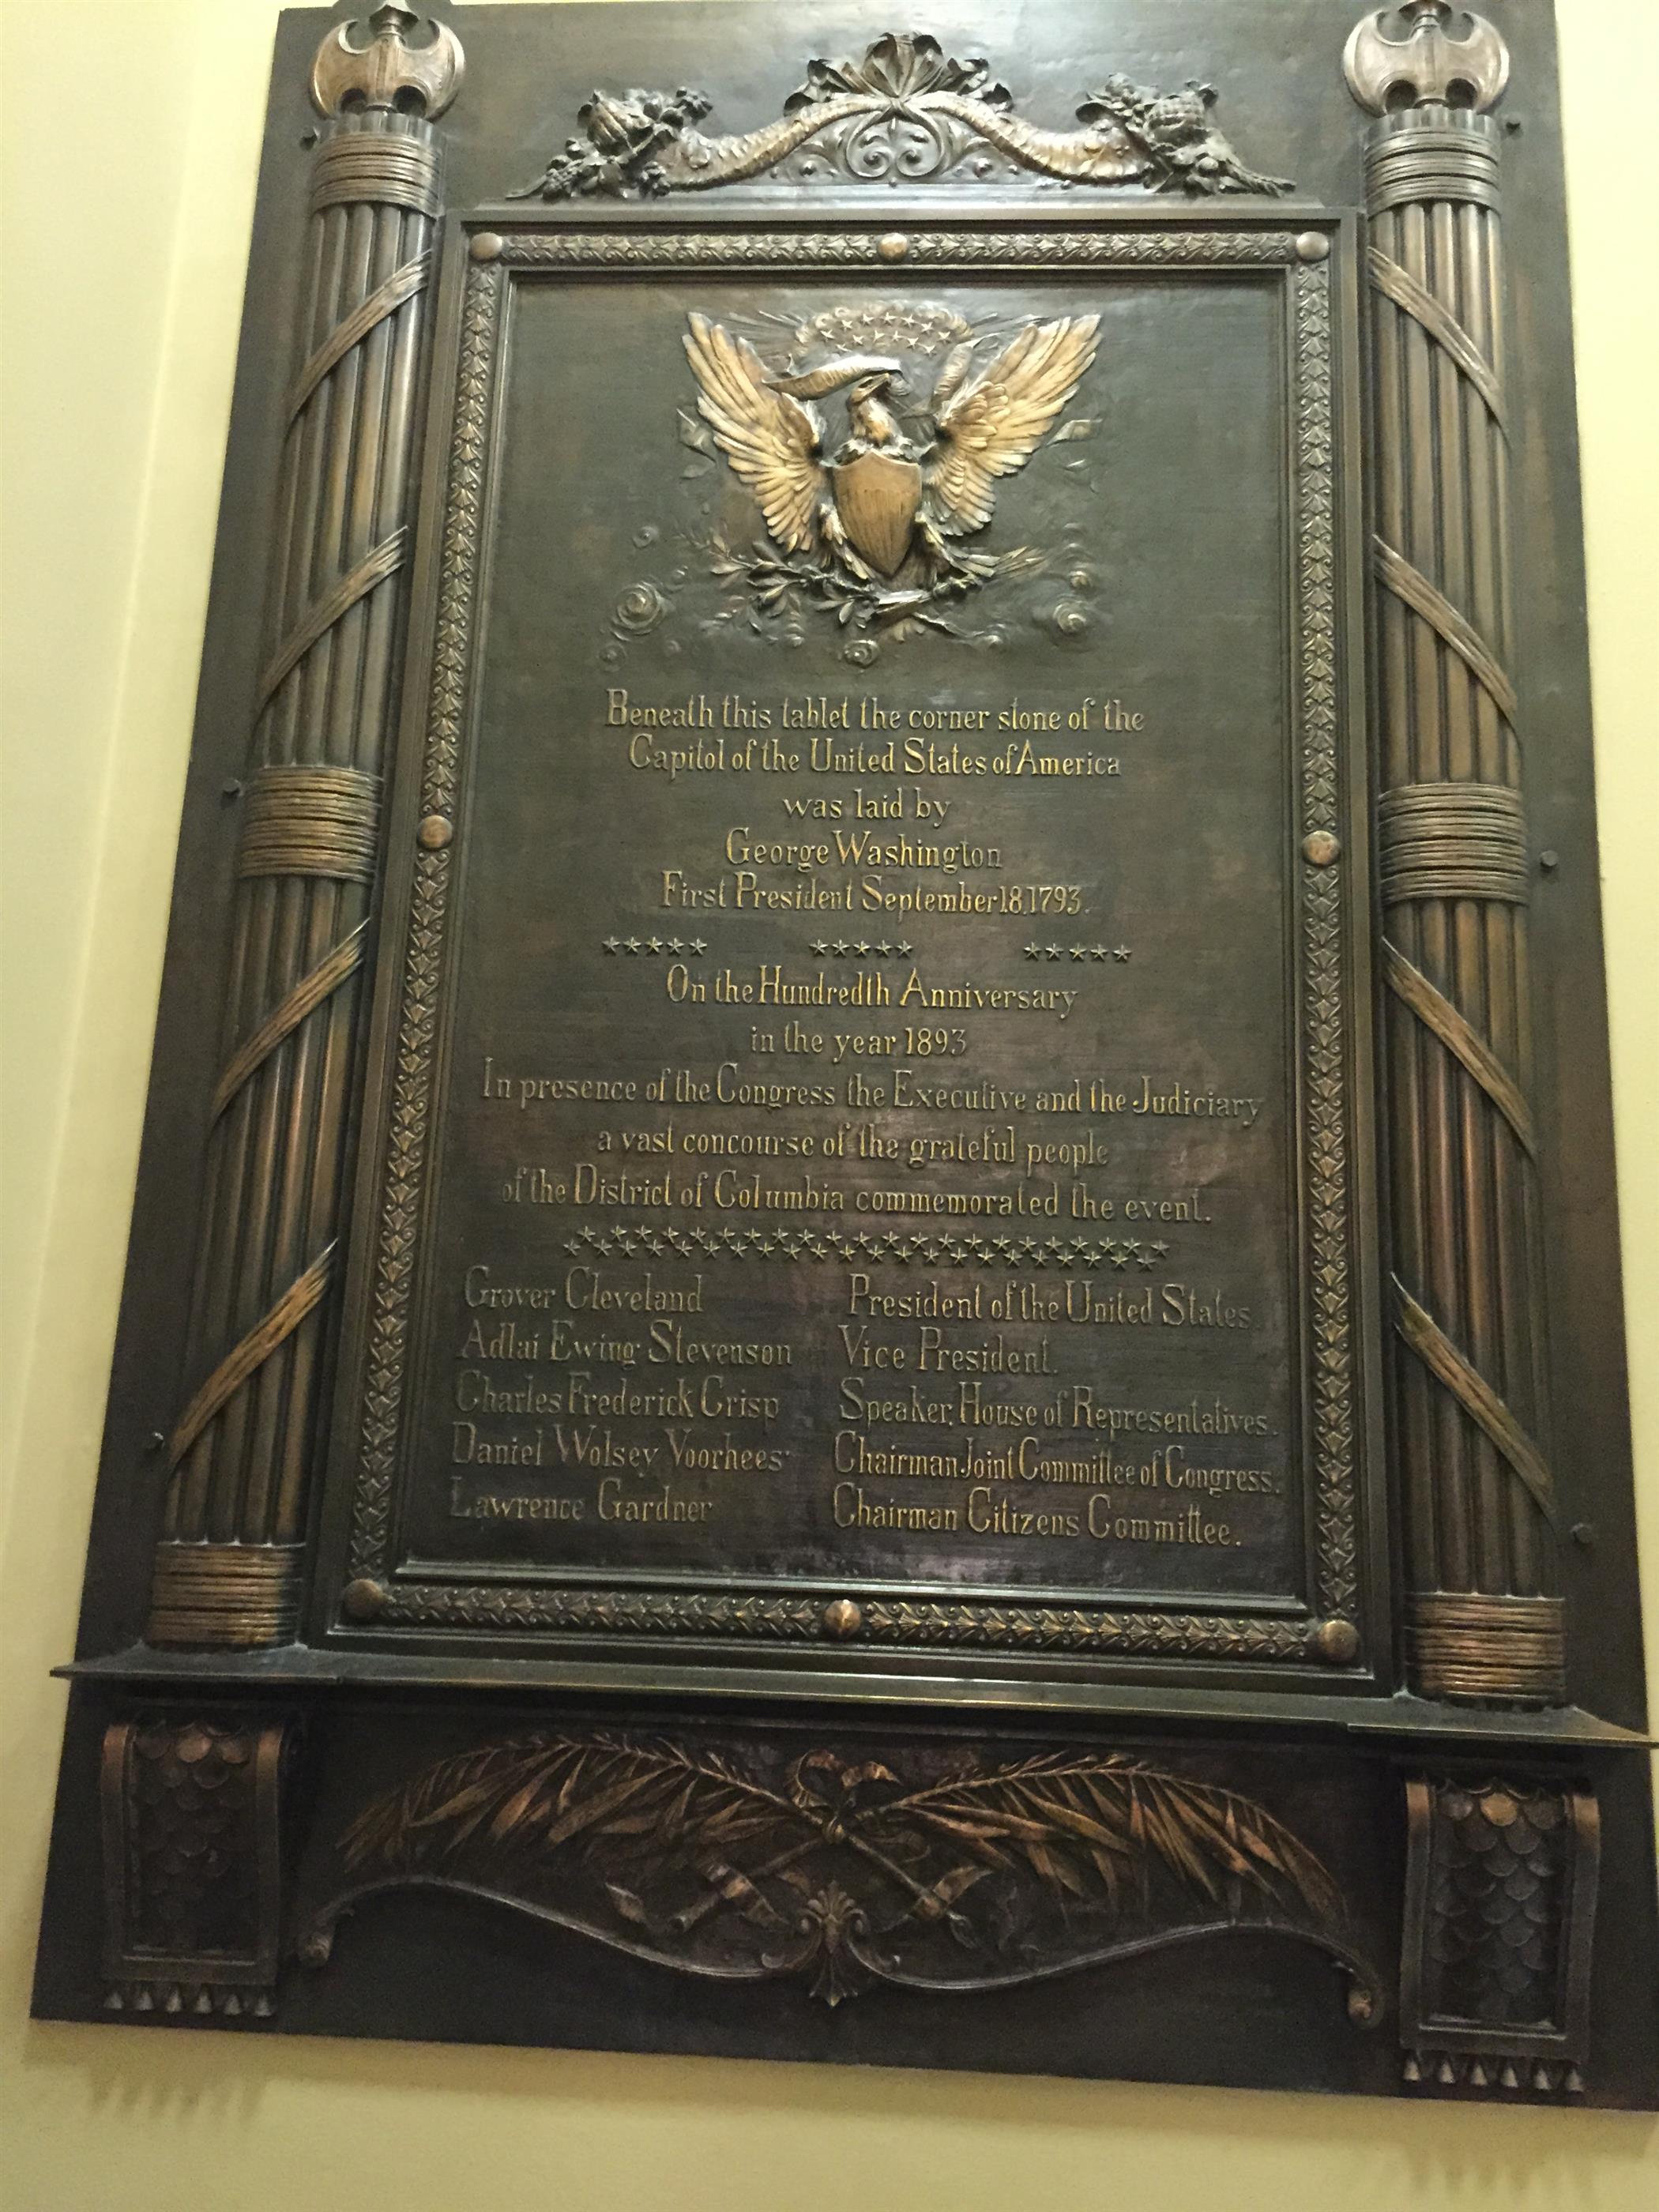 Beneath this tablet the corner stone of the
Capitol of the United States of America
was laid by
George Washington
First President September 18, 1793.
On the Hundredth Anniversary
in the year 1893
In presence of the Congress the Executive and the Judiciary
a vast concourse of the grateful people
of the District of Columbia commemorated the event.
Grover Cleveland President of the United States.
Adlai Ewing Stevenson Vice President.
Charles Frederick Crisp Speaker, House of Representatives.
Daniel Wolsey Voorhees Chairman Joint Committee of Congress.
Lawrence Gardner Chairman Citizens Committee.